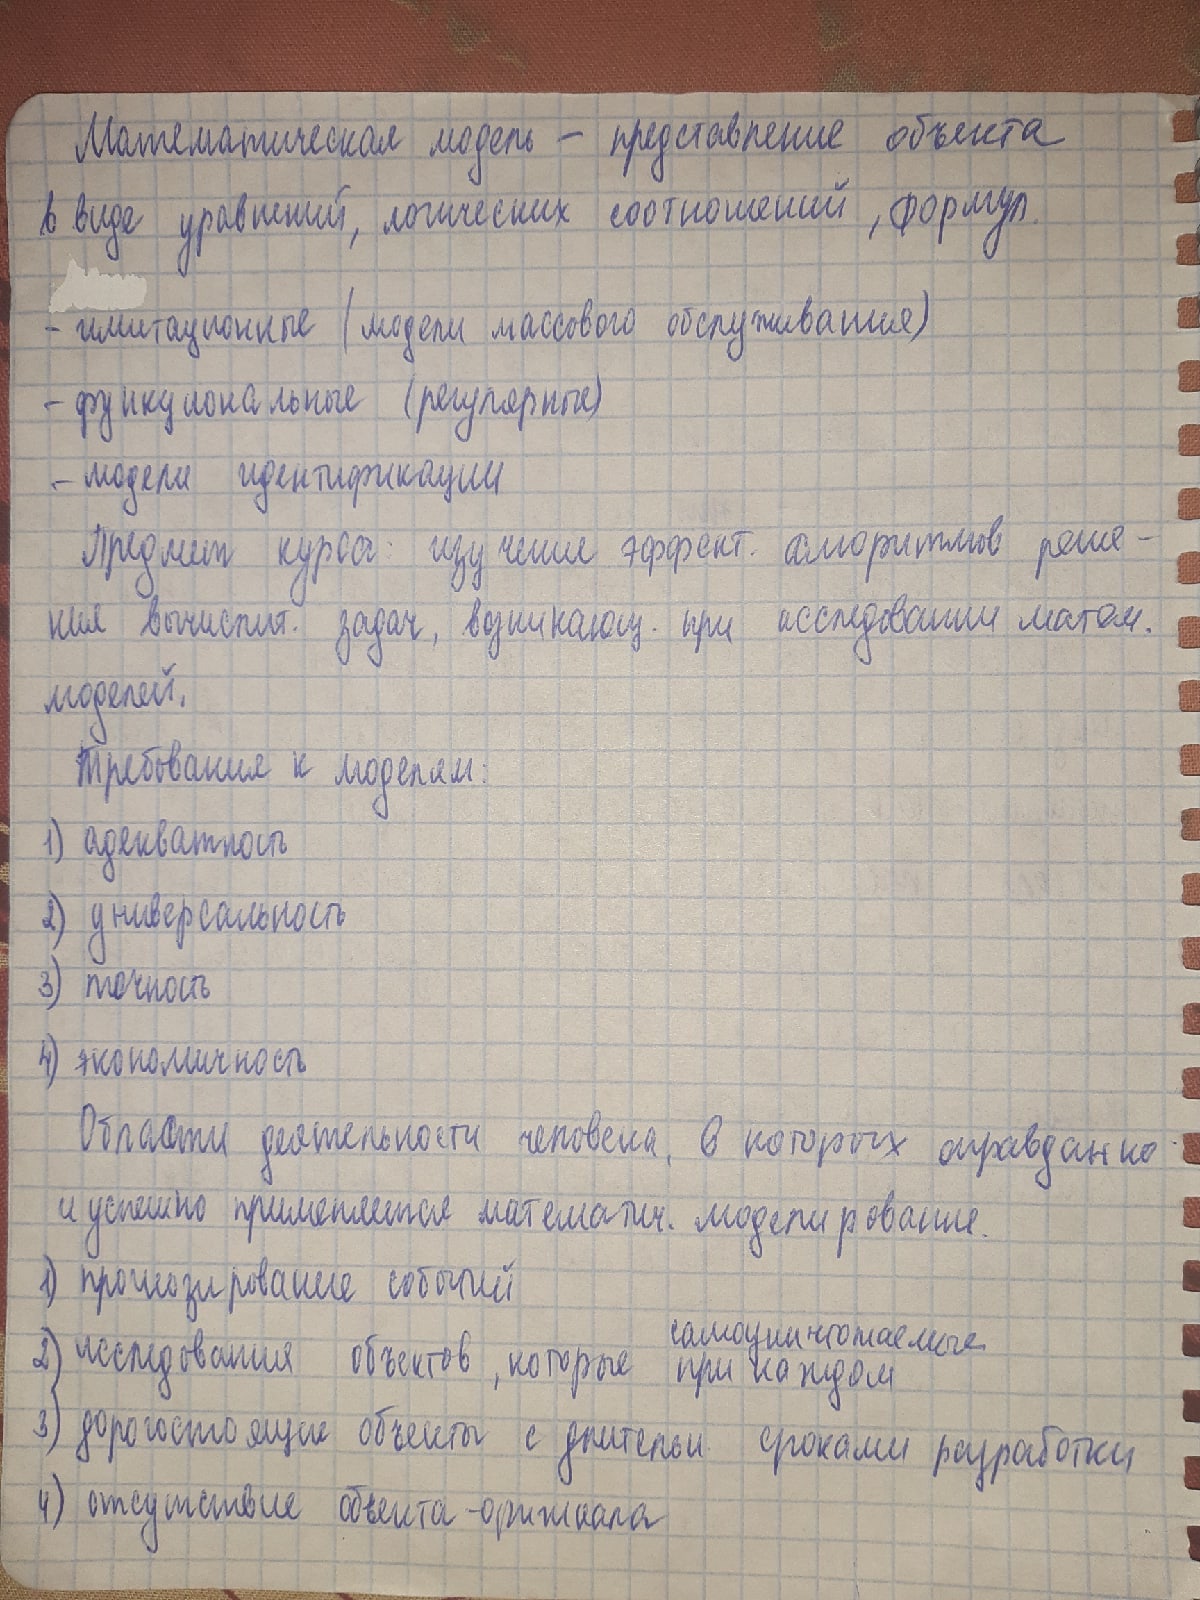 Математическая модель – представление объекта
в виде уравнений, логических соотношений, формул.
- имитационные (модели массового обслуживания)
- функциональные (регулярные)
- модели идентификации
Предмет курса: изучение эффект. алгоритмов реше-
ния вычислит. задач, возникающ. при исследовании матем.
моделей.
Требования к моделям:
1) адекватность
2) универсальность
3) точность
4) экономичность
Области деятельности человека, в которых оправданно
и успешно применяется математич. моделирование.
1) прогнозирование событий
самоуничтожаемые
2) исследования объектов, которые при каждом
3) дорогостоящие объекты с длительн сроками разработки
4) отсутствие объекта-оригинала